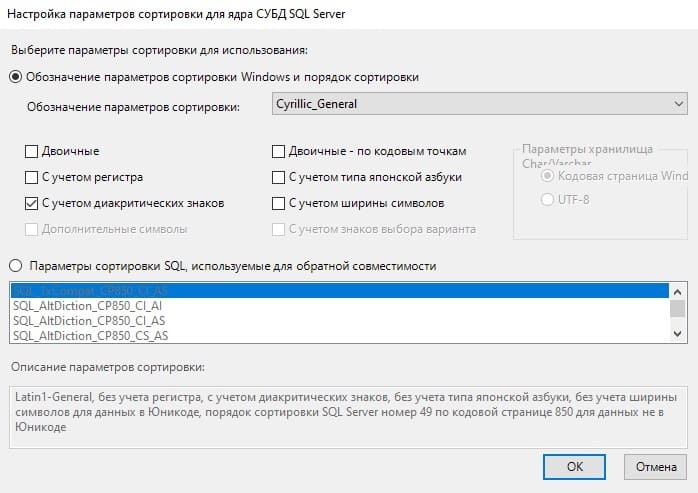 Настройка параметров сортировки для ядра СУБД SQL Server
Выберите параметры сортировки для использования:
Обозначение параметров сортировки Windows и порядок сортировки
Обозначение параметров сортировки:
Cyrillic_General
Двоичные
Двоичные - по кодовым точкам
Параметры хранилища
Char/Varchar
С учетом регистра
С учетом типа японской азбуки
Кодовая страница Wind
С учетом диакритических знаков
С учетом ширины символов
UTF-8
Дополнительные символы
С учетом знаков выбора варианта
Параметры сортировки SQL, используемые для обратной совместимости
SQL_1xCompat_CP850_CI_AS
SQL_AltDiction_CP850_CI_AI
SQL_AltDiction_CP850_CI_AS
SQL_AltDiction_CP850_CS_AS
Описание параметров сортировки:
Latin1-General, без учета регистра, с учетом диакритических знаков, без учета типа японской азбуки, без учета ширины
символов для данных в Юникоде, порядок сортировки SQL Server номер 49 по кодовой странице 850 для данных не в
Юникоде
ОК
Отмена